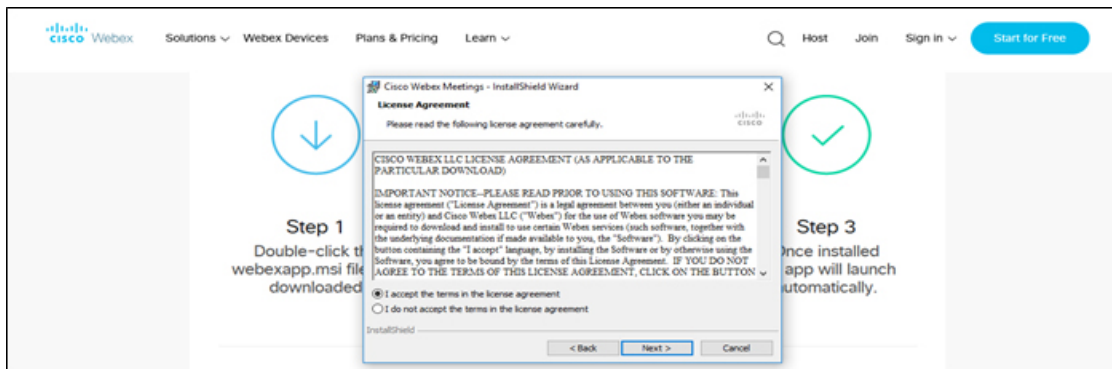 CISCO Webex Solutions Webex Devices Plans & Pricing Learn Host Join Sign in Start for Free
Cisco Webex Meetings - InstallShield Wizard
License Agreement
Please read the following license agreement carefully.
CISCO
CISCO WEBEX LLC LICENSE AGREEMENT (AS APPLICABLE TO THE
PARTICULAR DOWNLOAD)
IMPORTANT NOTICE--PLEASE READ PRIOR TO USING THIS SOFTWARE: This
license agreement ("License Agreement") is a legal agreement between you (either an individual
or an entity) and Cisco Webex LLC ("Webex") for the use of Webex software you may be
required to download and install to use certain Webex services (such software, together with
the underlying documentation if made available to you, the "Software"). By clicking on the
button containing the "I accept" language, by installing the Software or by otherwise using the
Software, you agree to be bound by the terms of this License Agreement. IF YOU DO NOT
AGREE TO THE TERMS OF THIS LICENSE AGREEMENT, CLICK ON THE BUTTON
I accept the terms in the license agreement
I do not accept the terms in the license agreement
InstallShield
< Back Next > Cancel
Step 1
Double-click
webexapp.msi
downloaded
Step 3
installed
app will launch
automatically.